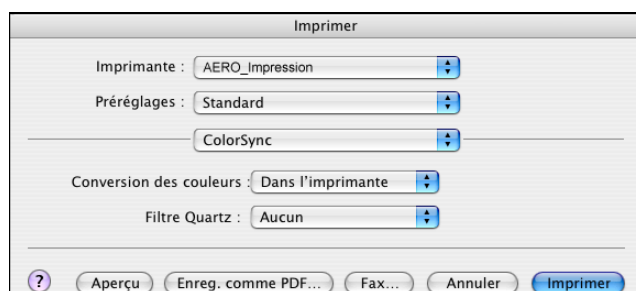 Imprimer
Imprimante : AERO_Impression
Préréglages : Standard
ColorSync
Conversion des couleurs : Dans l'imprimante
Filtre Quartz : Aucun
? Aperçu Enreg. comme PDF... Fax... Annuler Imprimer